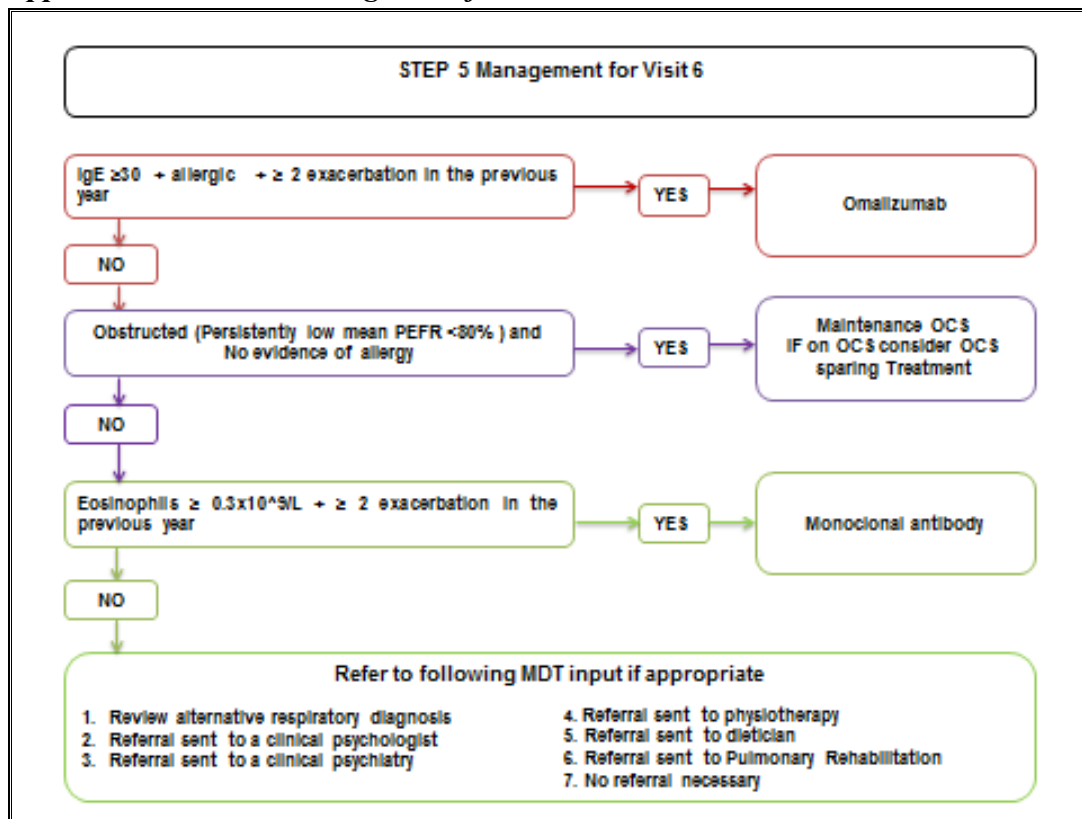 STEP 5 Management for Visit 6
IgE ≥30 + allergic + ≥ 2 exacerbation in the previous
year
YES
Omalizumab
NO
Obstructed (Persistently low mean PEFR <80% ) and
No evidence of allergy
YES
Maintenance OCS
IF on OCS consider OCS
sparing Treatment
NO
Eosinophils ≥ 0.3x10^9/L + ≥ 2 exacerbation in the
previous year
YES
Monoclonal antibody
NO
Refer to following MDT input if appropriate
1. Review alternative respiratory diagnosis
2. Referral sent to a clinical psychologist
3. Referral sent to a clinical psychiatry
4. Referral sent to physiotherapy
5. Referral sent to dietician
6. Referral sent to Pulmonary Rehabilitation
7. No referral necessary